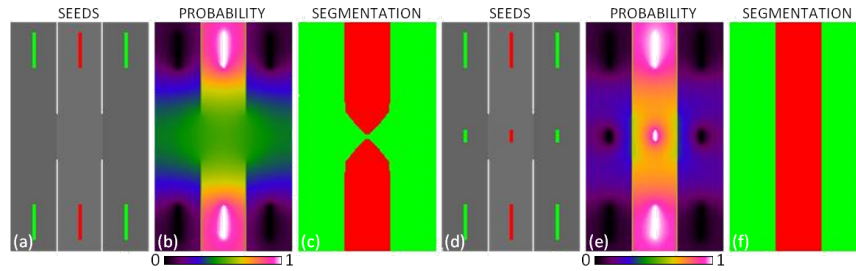 SEEDS PROBABILITY SEGMENTATION SEEDS PROBABILITY SEGMENTATION
(a) (b) (c) (d) (e) (f)
0 1 0 1